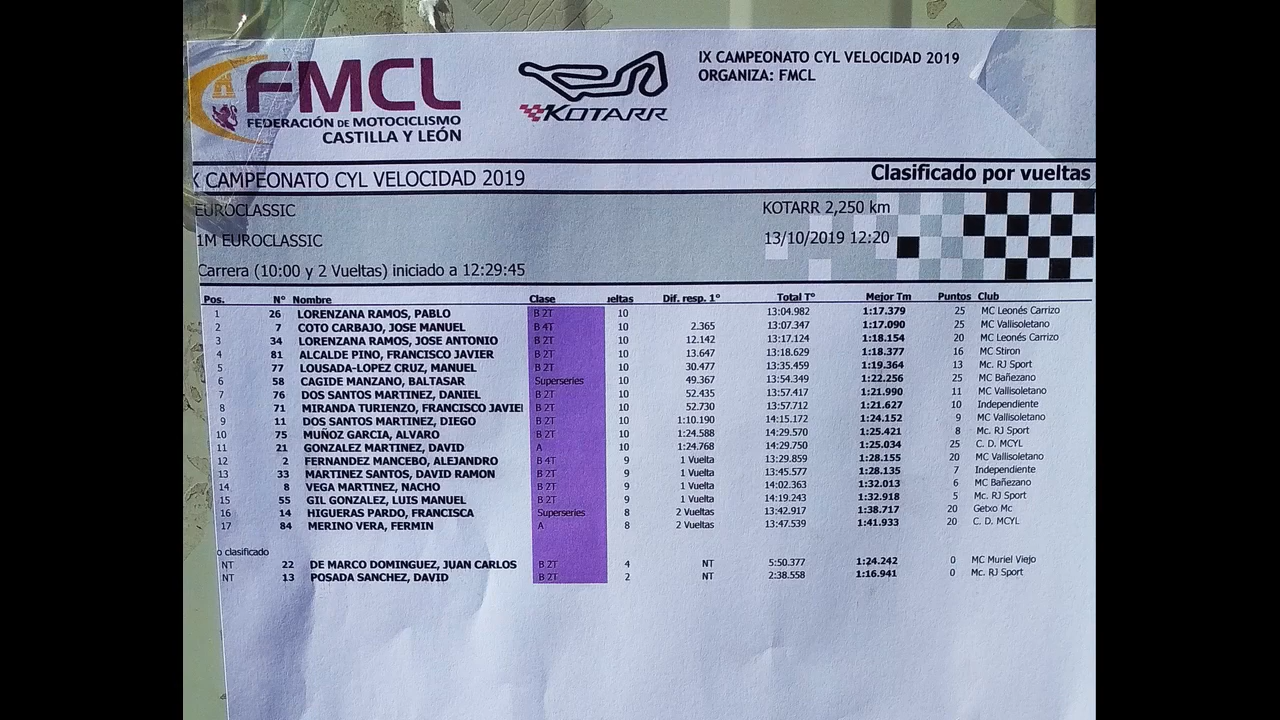 FMCL
FEDERACIÓN DE MOTOCICLISMO
CASTILLA Y LEÓN
KOTARR
IX CAMPEONATO CYL VELOCIDAD 2019
ORGANIZA: FMCL
X CAMPEONATO CYL VELOCIDAD 2019 Clasificado por vueltas
EUROCLASSIC KOTARR 2,250 km
1M EUROCLASSIC 13/10/2019 12:20
Carrera (10:00 y 2 Vueltas) iniciado a 12:29:45
Pos. Nº Nombre Clase ueltas Dif. resp. 1º Total Tº Mejor Tm Puntos Club
1 26 LORENZANA RAMOS, PABLO B 2T 10 13:04.982 1:17.379 25 MC Leonés Carrizo
2 7 COTO CARBAJO, JOSE MANUEL B 4T 10 2.365 13:07.347 1:17.090 25 MC Vallisoletano
3 34 LORENZANA RAMOS, JOSE ANTONIO B 2T 10 12.142 13:17.124 1:18.154 20 MC Leonés Carrizo
4 81 ALCALDE PINO, FRANCISCO JAVIER B 2T 10 13.647 13:18.629 1:18.377 16 MC Stiron
5 77 LOUSADA-LOPEZ CRUZ, MANUEL B 2T 10 30.477 13:35.459 1:19.364 13 Mc. RJ Sport
6 58 CAGIDE MANZANO, BALTASAR Superseries 10 49.367 13:54.349 1:22.256 25 MC Bañezano
7 76 DOS SANTOS MARTINEZ, DANIEL B 2T 10 52.435 13:57.417 1:21.990 11 MC Vallisoletano
8 71 MIRANDA TURIENZO, FRANCISCO JAVIEI B 2T 10 52.730 13:57.712 1:21.627 10 Independiente
9 11 DOS SANTOS MARTINEZ, DIEGO B 2T 10 1:10.190 14:15.172 1:24.152 9 MC Vallisoletano
10 75 MUÑOZ GARCIA, ALVARO B 2T 10 1:24.588 14:29.570 1:25.421 8 Mc. RJ Sport
11 21 GONZALEZ MARTINEZ, DAVID A 10 1:24.768 14:29.750 1:25.034 25 C. D. MCYL
12 2 FERNANDEZ MANCEBO, ALEJANDRO B 4T 9 1 Vuelta 13:29.859 1:28.155 20 MC Vallisoletano
13 33 MARTINEZ SANTOS, DAVID RAMON B 2T 9 1 Vuelta 13:45.577 1:28.135 7 Independiente
14 8 VEGA MARTINEZ, NACHO B 2T 9 1 Vuelta 14:02.363 1:32.013 6 MC Bañezano
15 55 GIL GONZALEZ, LUIS MANUEL B 2T 9 1 Vuelta 14:19.243 1:32.918 5 Mc. RJ Sport
16 14 HIGUERAS PARDO, FRANCISCA Superseries 8 2 Vueltas 13:42.917 1:38.717 20 Getxo Mc
17 84 MERINO VERA, FERMIN A 8 2 Vueltas 13:47.539 1:41.933 20 C. D. MCYL
o clasificado
NT 22 DE MARCO DOMINGUEZ, JUAN CARLOS B 2T 4 NT 5:50.377 1:24.242 0 MC Muriel Viejo
NT 13 POSADA SANCHEZ, DAVID B 2T 2 NT 2:38.558 1:16.941 0 Mc. RJ Sport